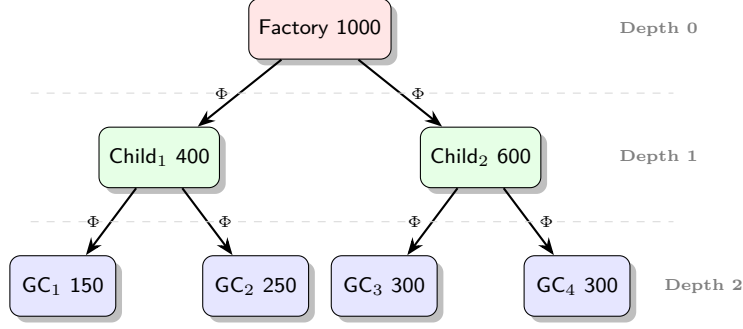 Factory 1000
Depth 0
Φ Φ
Child₁ 400
Child₂ 600
Depth 1
Φ Φ Φ Φ
GC₁ 150
GC₂ 250
GC₃ 300
GC₄ 300
Depth 2